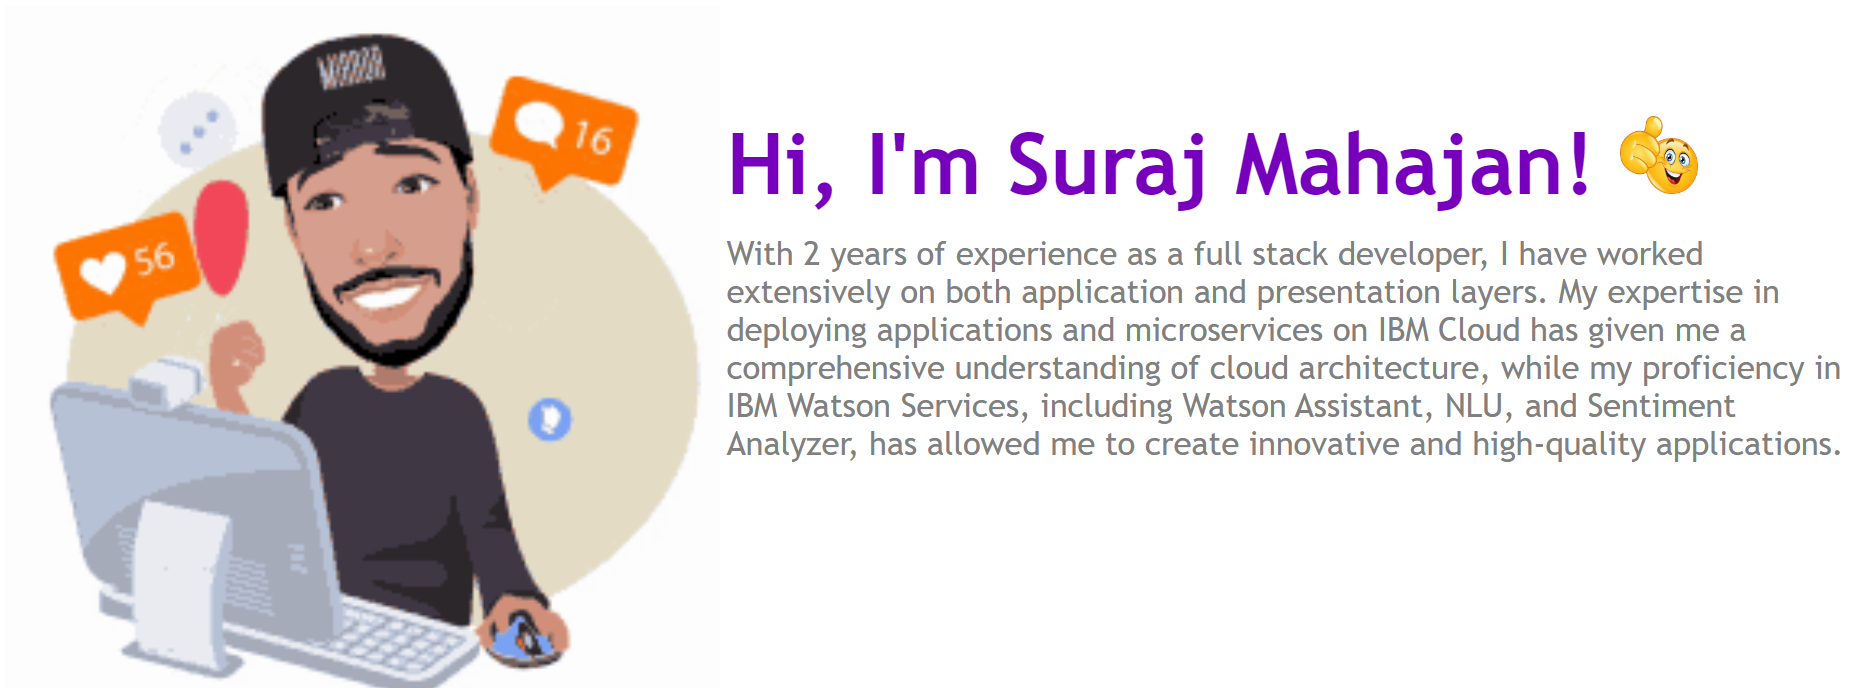 MIRROR
16
56
Hi, I'm Suraj Mahajan!
With 2 years of experience as a full stack developer, I have worked
extensively on both application and presentation layers. My expertise in
deploying applications and microservices on IBM Cloud has given me a
comprehensive understanding of cloud architecture, while my proficiency in
IBM Watson Services, including Watson Assistant, NLU, and Sentiment
Analyzer, has allowed me to create innovative and high-quality applications.